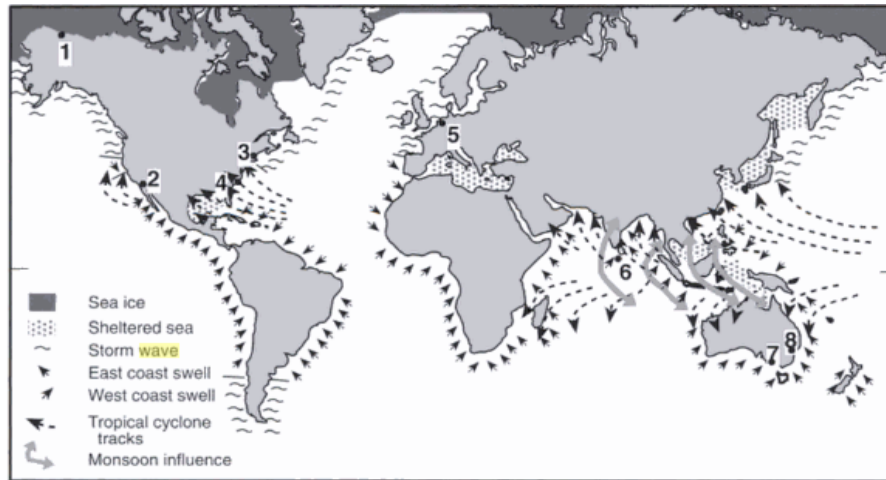 1
2
3
4
5
6
7
8
Sea ice
Sheltered sea
Storm wave
East coast swell
West coast swell
Tropical cyclone
tracks
Monsoon influence